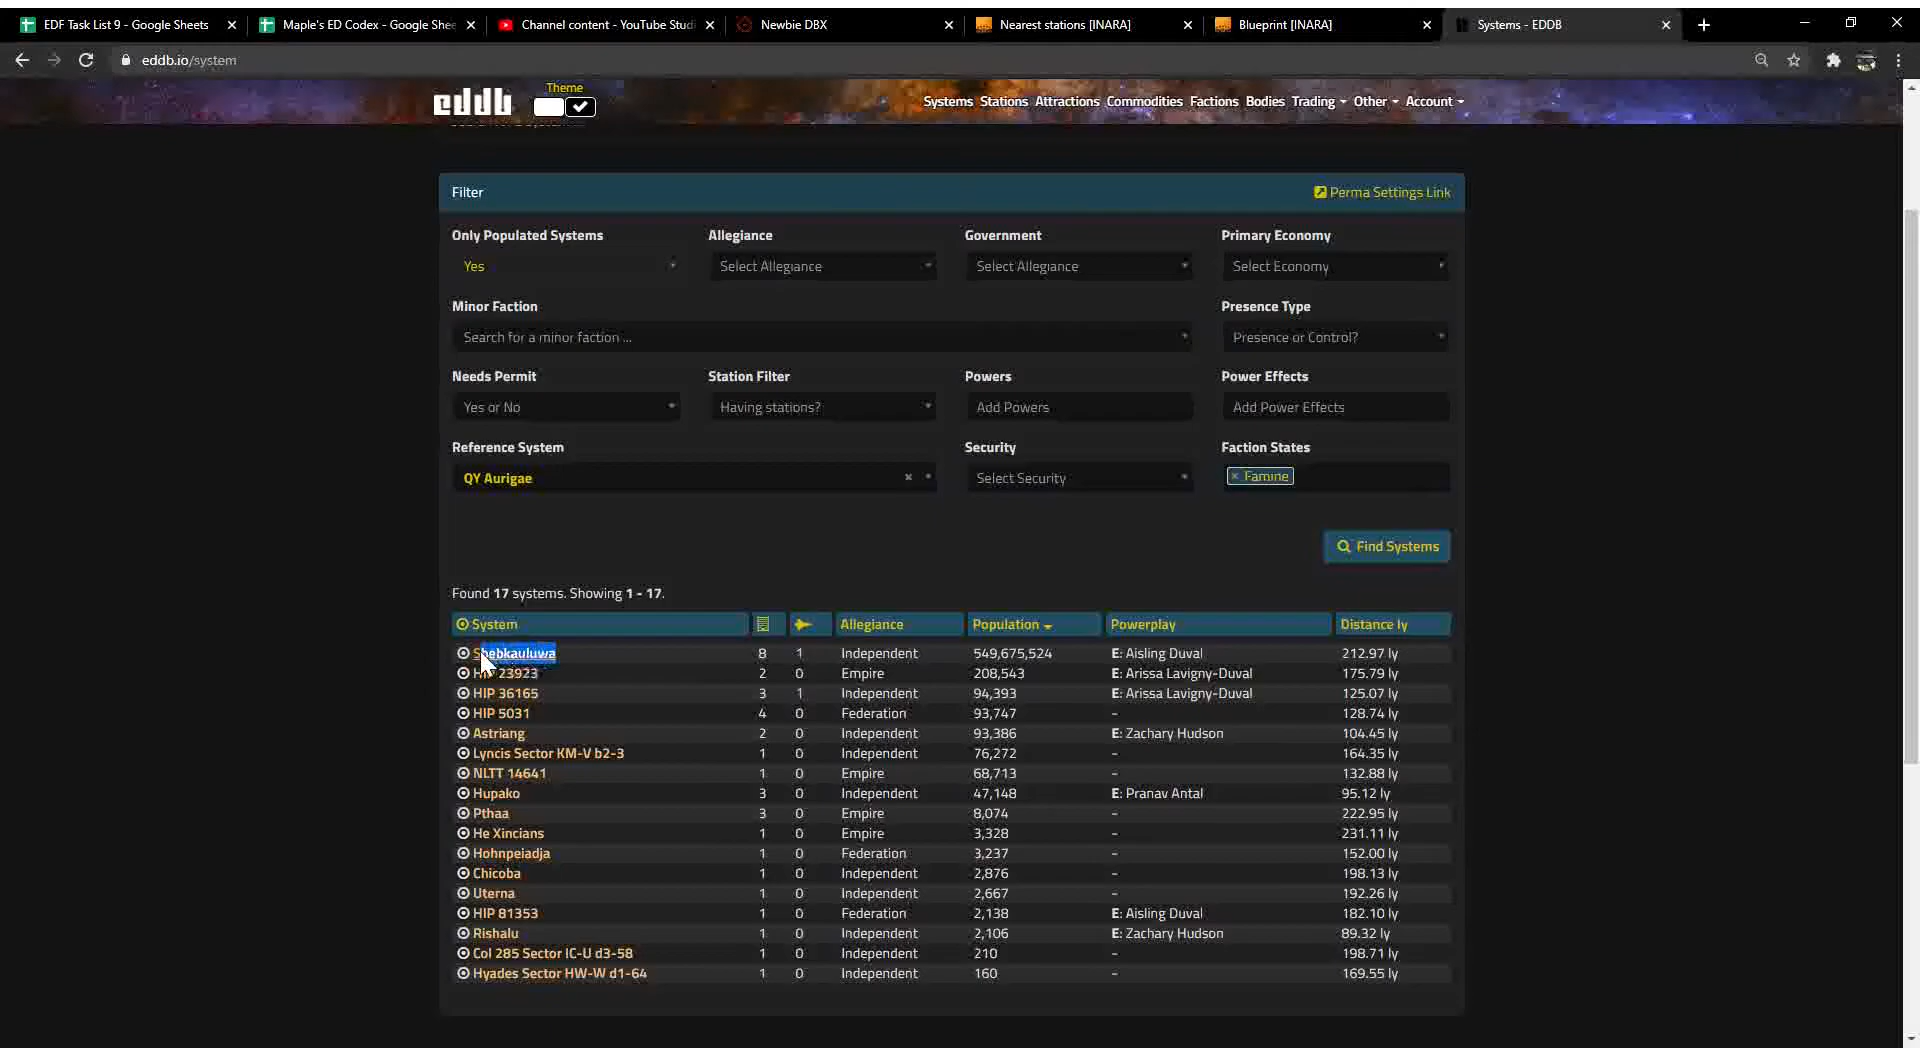 EDF Task List 9 - Google Sheets
Maple's ED Codex - Google Shee
Channel content - YouTube Studi
Newbie DBX
Nearest stations [INARA]
Blueprint [INARA]
Systems - EDDB
eddb.io/system
eddb
Theme
Systems Stations Attractions Commodities Factions Bodies Trading Other Account
Filter
Perma Settings Link
Only Populated Systems Allegiance Government Primary Economy
Yes Select Allegiance Select Allegiance Select Economy
Minor Faction Presence Type
Search for a minor faction ... Presence or Control?
Needs Permit Station Filter Powers Power Effects
Yes or No Having stations? Add Powers Add Power Effects
Reference System Security Faction States
QY Aurigae × Select Security × Famine
Find Systems
Found 17 systems. Showing 1 - 17.
System Allegiance Population Powerplay Distance ly
Shebkauluwa 8 1 Independent 549,675,524 E: Aisling Duval 212.97 ly
HIP 23923 2 0 Empire 208,543 E: Arissa Lavigny-Duval 175.79 ly
HIP 36165 3 1 Independent 94,393 E: Arissa Lavigny-Duval 125.07 ly
HIP 5031 4 0 Federation 93,747 - 128.74 ly
Astriang 2 0 Independent 93,386 E: Zachary Hudson 104.45 ly
Lyncis Sector KM-V b2-3 1 0 Independent 76,272 - 164.35 ly
NLTT 14641 1 0 Empire 68,713 - 132.88 ly
Hupako 3 0 Independent 47,148 E: Pranav Antal 95.12 ly
Pthaa 3 0 Empire 8,074 - 222.95 ly
He Xincians 1 0 Empire 3,328 - 231.11 ly
Hohnpeiadja 1 0 Federation 3,237 - 152.00 ly
Chicoba 1 0 Independent 2,876 - 198.13 ly
Uterna 1 0 Independent 2,667 - 192.26 ly
HIP 81353 1 0 Federation 2,138 E: Aisling Duval 182.10 ly
Rishalu 1 0 Independent 2,106 E: Zachary Hudson 89.32 ly
Col 285 Sector IC-U d3-58 1 0 Independent 210 - 198.71 ly
Hyades Sector HW-W d1-64 1 0 Independent 160 - 169.55 ly